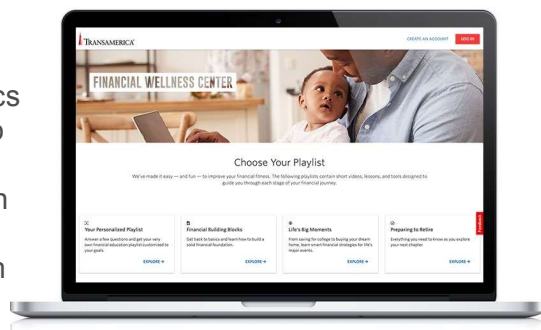 TRANSAMERICA
CREATE AN ACCOUNT
LOG IN
FINANCIAL WELLNESS CENTER
Choose Your Playlist
We've made it easy — and fun — to improve your financial fitness. The following playlists contain short videos, lessons, and tools designed to
guide you through each stage of your financial journey.
Your Personalized Playlist
Answer a few questions and get your very
own financial education playlist customized to
your goals.
EXPLORE →
Financial Building Blocks
Get back to basics and learn how to build a
solid financial foundation.
EXPLORE →
Life's Big Moments
From saving for college to buying your dream
home, learn smart financial strategies for life's
major events.
EXPLORE →
Preparing to Retire
Everything you need to know as you explore
your next chapter.
EXPLORE →
Feedback